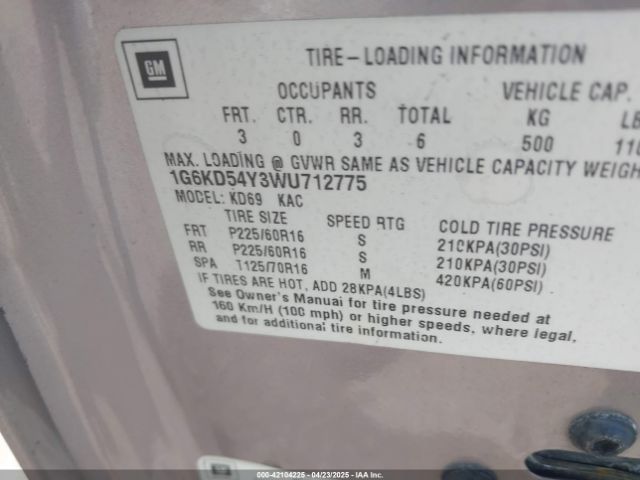 GM
TIRE-LOADING INFORMATION
OCCUPANTS VEHICLE CAP.
FRT. CTR. RR. TOTAL KG
3 0 3 6 500
MAX. LOADING @ GVWR SAME AS VEHICLE CAPACITY WEIGH
1G6KD54Y3WU712775
MODEL: KD69 KAC
TIRE SIZE SPEED RTG COLD TIRE PRESSURE
FRT P225/60R16 S 210KPA(30PSI)
RR P225/60R16 S 210KPA(30PSI)
SPA T125/70R16 M 420KPA(60PSI)
IF TIRES ARE HOT, ADD 28KPA(4LBS)
See Owner's Manual for tire pressure needed at
160 Km/H (100 mph) or higher speeds, where legal,
and for additional tire information.
GM
000-42104225 - 04/23/2025 - IAA Inc.